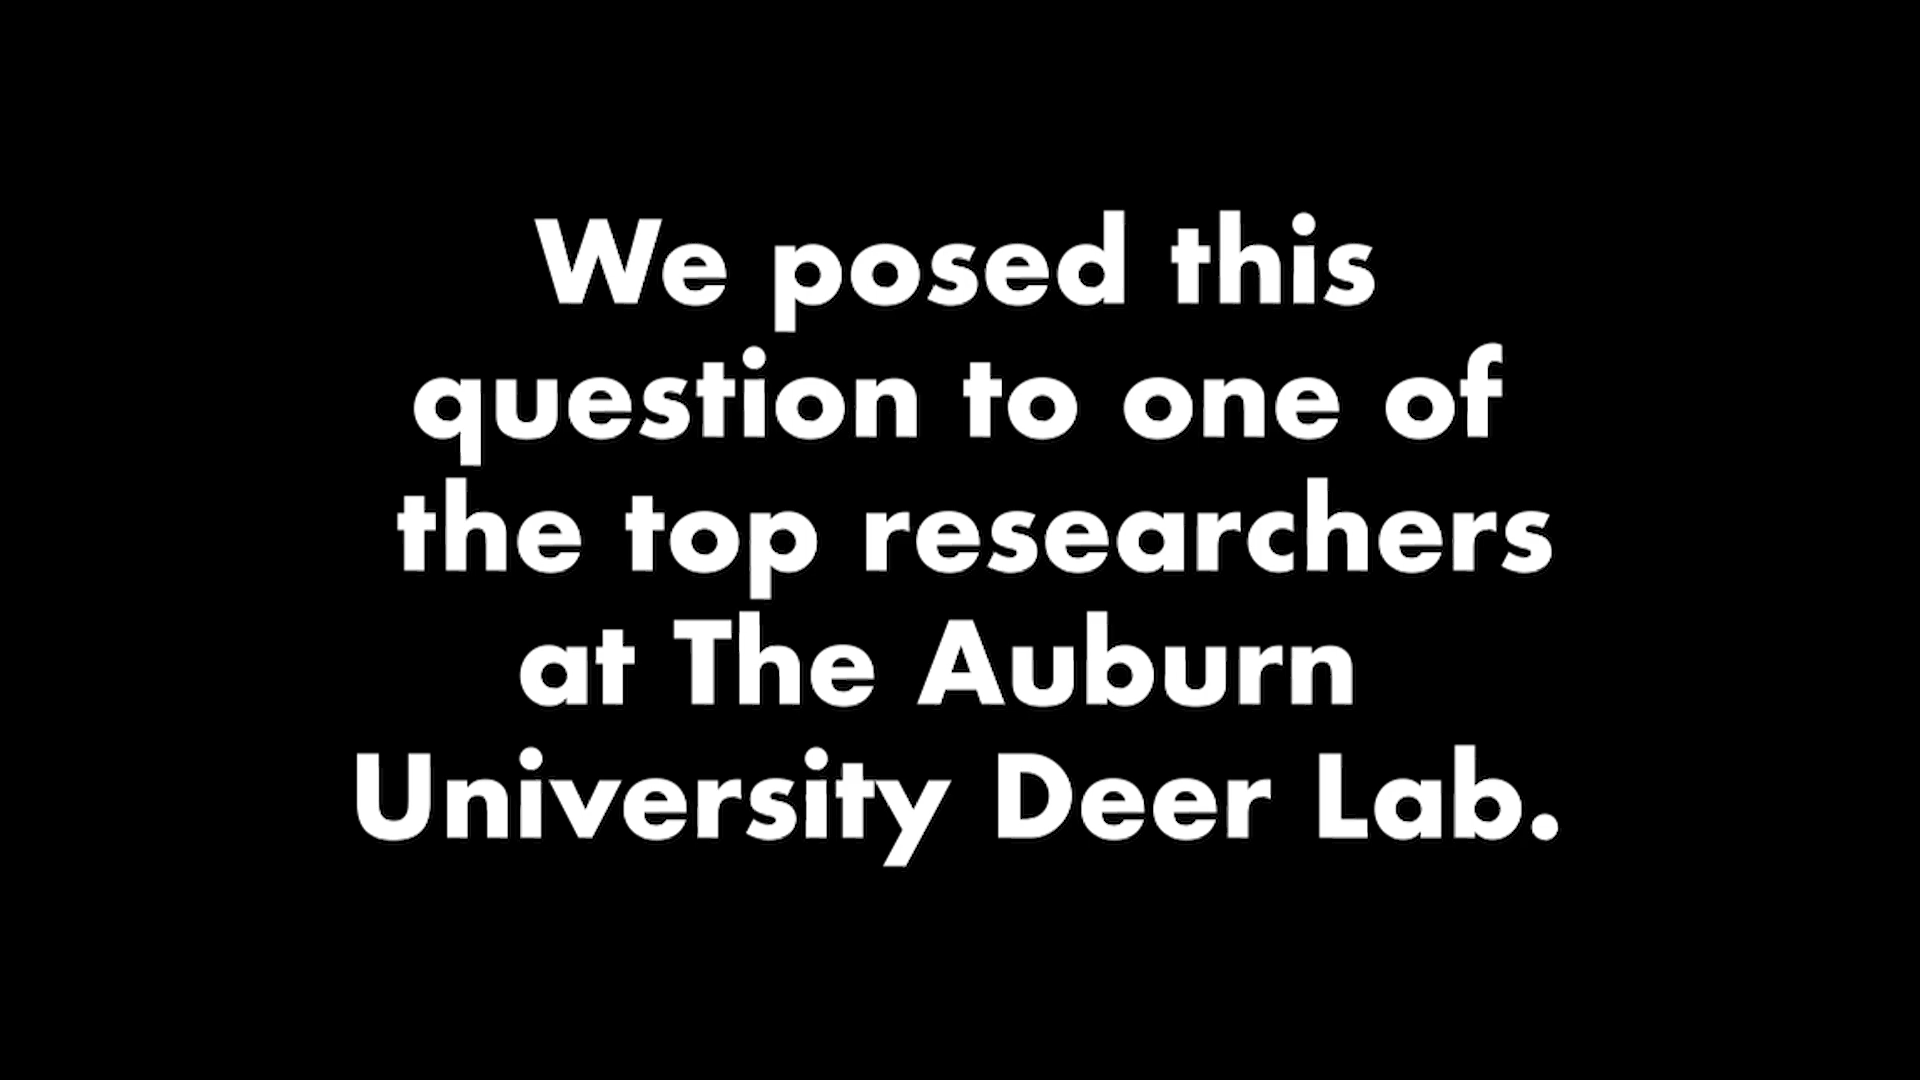 We posed this
question to one of
the top researchers
at The Auburn
University Deer Lab.